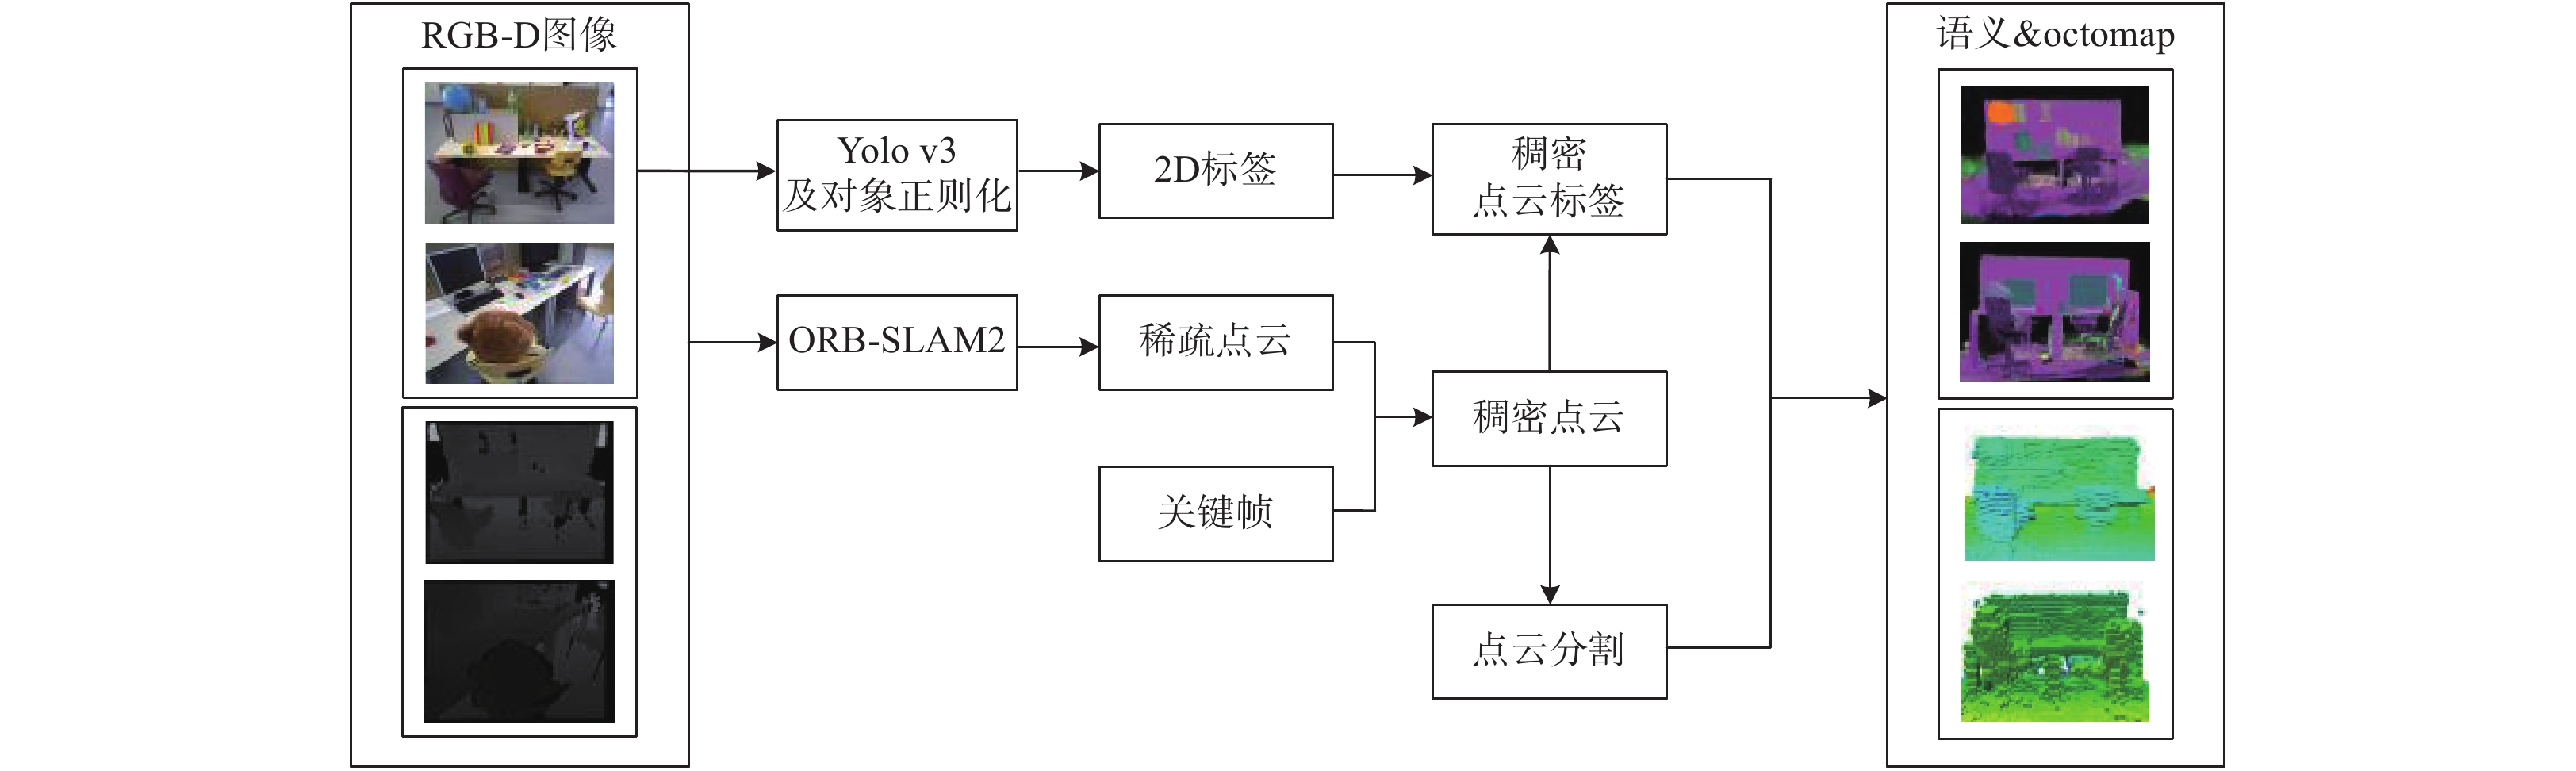 RGB-D图像
Yolo v3
及对象正则化
2D标签
稠密
点云标签
ORB-SLAM2
稀疏点云
关键帧
稠密点云
点云分割
语义&octomap